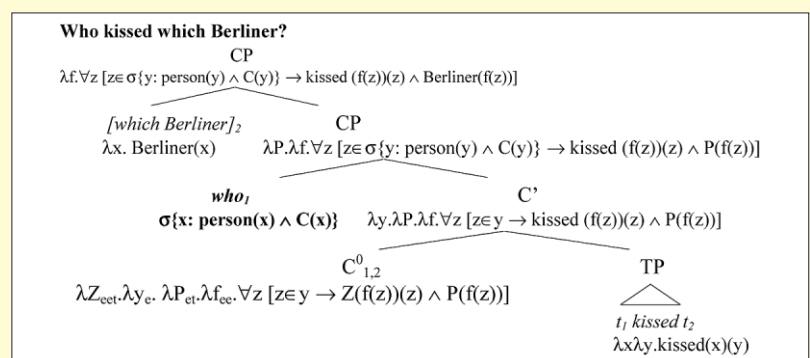 Who kissed which Berliner?
CP
λf.∀z [z∈σ{y: person(y) ∧ C(y)} → kissed (f(z))(z) ∧ Berliner(f(z))]
[which Berliner]₂ CP
λx. Berliner(x) λP.λf.∀z [z∈σ{y: person(y) ∧ C(y)} → kissed (f(z))(z) ∧ P(f(z))]
who₁ C’
σ{x: person(x) ∧ C(x)} λy.λP.λf.∀z [z∈y → kissed (f(z))(z) ∧ P(f(z))]
C⁰₁,₂ TP
λZₑₑₜ.λyₑ. λPₑₜ.λfₑₑ.∀z [z∈y → Z(f(z))(z) ∧ P(f(z))]
t₁ kissed t₂
λxλy.kissed(x)(y)